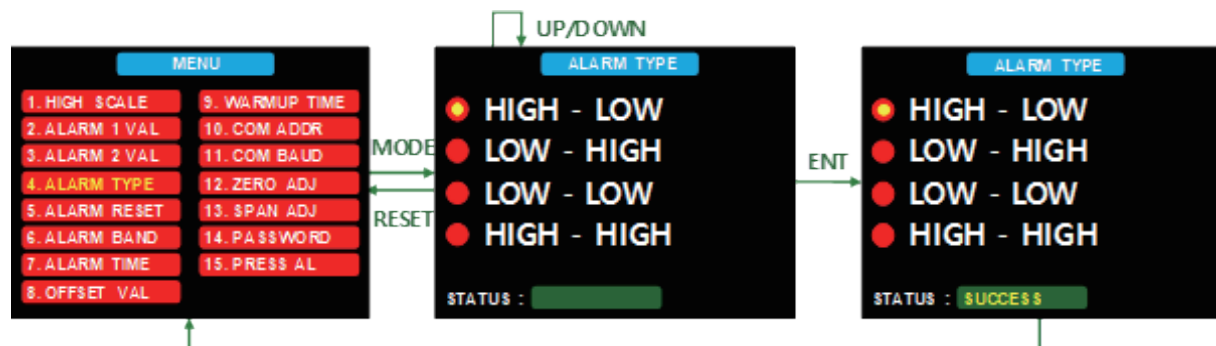 UP/DOWN
MENU
1. HIGH SCALE
2. ALARM 1 VAL
3. ALARM 2 VAL
4. ALARM TYPE
5. ALARM RESET
6. ALARM BAND
7. ALARM TIME
8. OFFSET VAL
9. WARMUP TIME
10. COM ADDR
11. COM BAUD
12. ZERO ADJ
13. SPAN ADJ
14. PASSWORD
15. PRESS AL
MODE
RESET
ALARM TYPE
HIGH - LOW
LOW - HIGH
LOW - LOW
HIGH - HIGH
STATUS :
ENT
ALARM TYPE
HIGH - LOW
LOW - HIGH
LOW - LOW
HIGH - HIGH
STATUS : SUCCESS